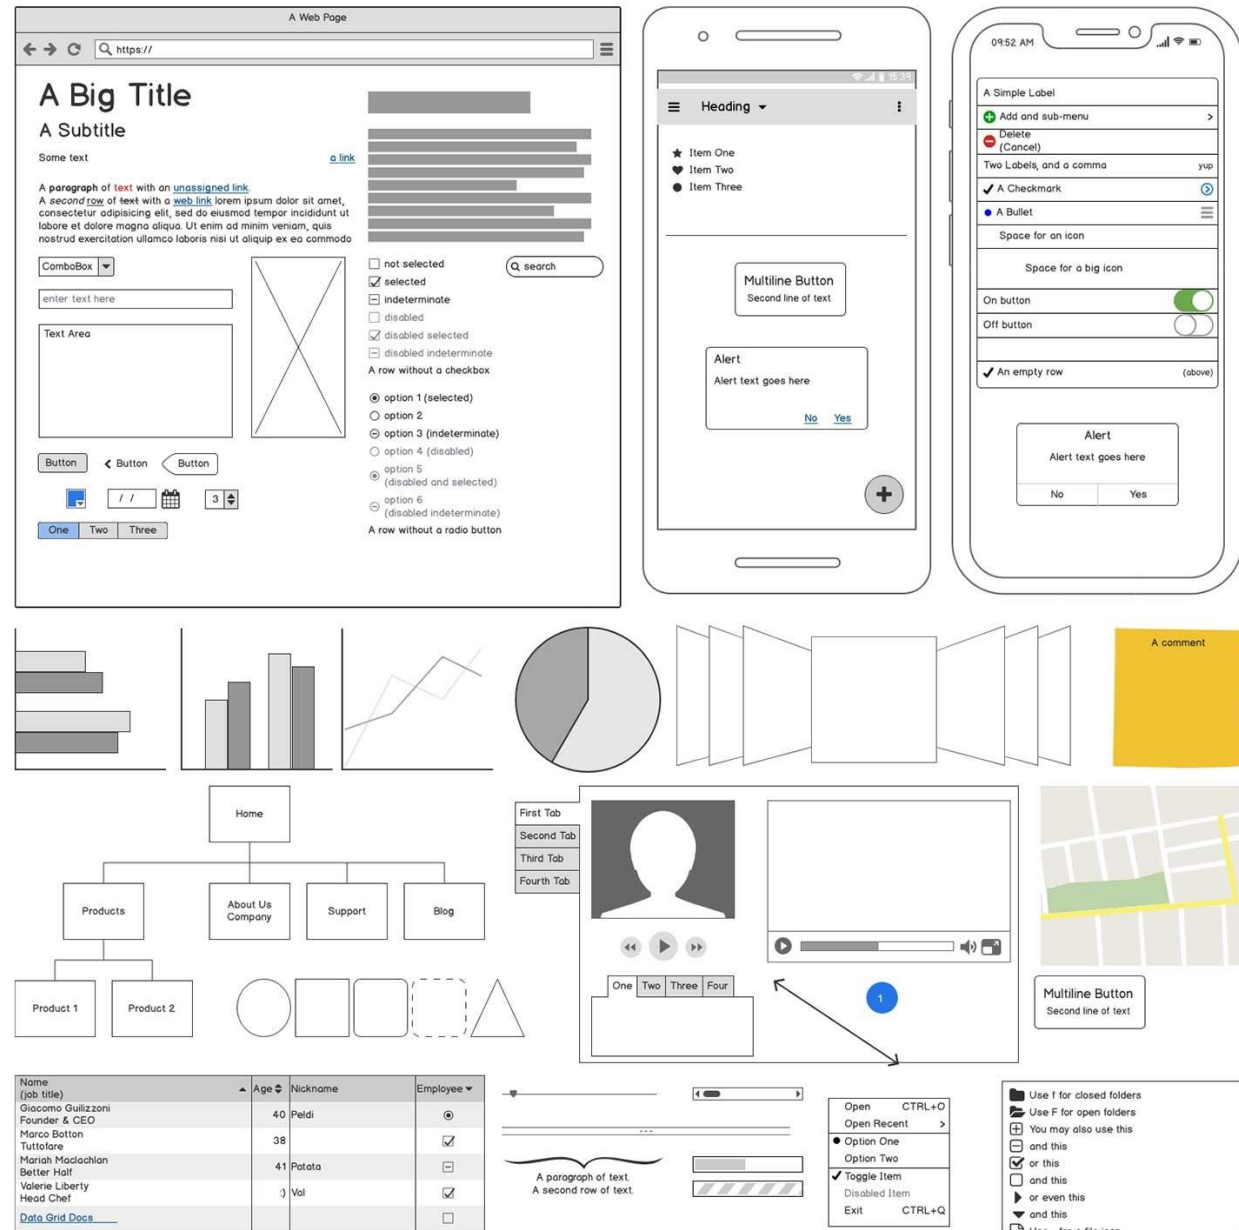 A Web Page
https://
A Big Title
A Subtitle
Some text
a link
A paragraph of text with an unassigned link.
A second row of text with a web link lorem ipsum dolor sit amet,
consectetur adipisicing elit, sed do eiusmod tempor incididunt ut
labore et dolore magna aliqua. Ut enim ad minim veniam, quis
nostrud exercitation ullamco laboris nisi ut aliquip ex ea commodo
ComboBox
enter text here
Text Area
Button
Button
Button
/ /
3
One Two Three
not selected
selected
indeterminate
disabled
disabled selected
disabled indeterminate
A row without a checkbox
search
option 1 (selected)
option 2
option 3 (indeterminate)
option 4 (disabled)
option 5
(disabled and selected)
option 6
(disabled indeterminate)
A row without a radio button
15:39
Heading
Item One
Item Two
Item Three
Multiline Button
Second line of text
Alert
Alert text goes here
No Yes
09:52 AM
A Simple Label
Add and sub-menu
Delete
(Cancel)
Two Labels, and a comma yup
A Checkmark
A Bullet
Space for an icon
Space for a big icon
On button
Off button
An empty row (above)
Alert
Alert text goes here
No Yes
A comment
Home
Products
About Us
Company
Support
Blog
Product 1
Product 2
First Tab
Second Tab
Third Tab
Fourth Tab
One Two Three Four
1
Multiline Button
Second line of text
Name
(job title)
Age Nickname Employee
Giacomo Guilizzoni
Founder & CEO
40 Peldi
Marco Botton
Tuttofare
38
Mariah Maclachlan
Better Half
41 Patata
Valerie Liberty
Head Chef
:) Val
Data Grid Docs
A paragraph of text.
A second row of text.
Open CTRL+O
Open Recent >
Option One
Option Two
Toggle Item
Disabled Item
Exit CTRL+Q
Use f for closed folders
Use F for open folders
You may also use this
and this
or this
and this
or even this
and this